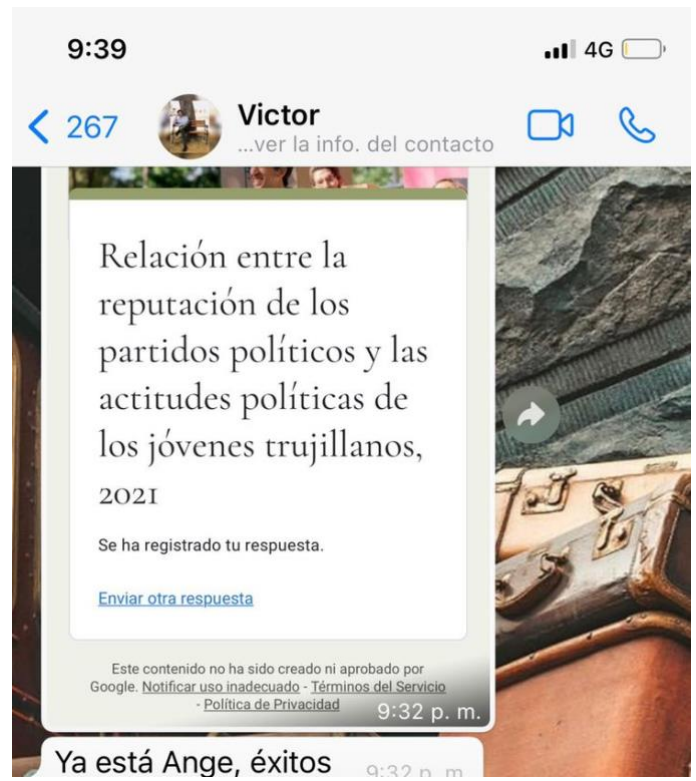 9:39
4G
267
Victor
...ver la info. del contacto
Relación entre la
reputación de los
partidos políticos y las
actitudes políticas de
los jóvenes trujillanos,
2021
Se ha registrado tu respuesta.
Enviar otra respuesta
Este contenido no ha sido creado ni aprobado por
Google. Notificar uso inadecuado - Términos del Servicio
- Política de Privacidad
9:32 p. m.
Ya está Ange, éxitos
9:32 p. m.